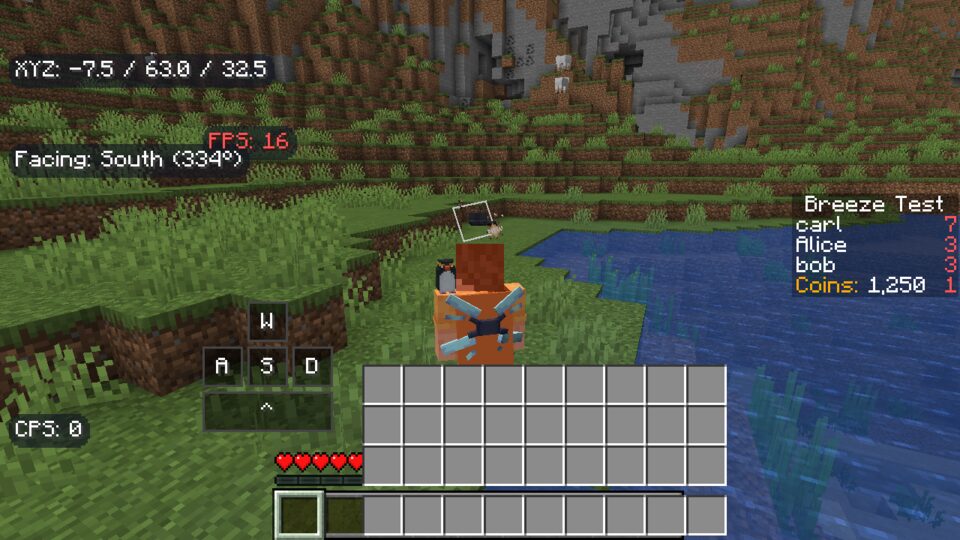 XYZ: -7.5 / 63.0 / 32.5
FPS: 16
Facing: South (334º)
Breeze Test
carl 7
Alice 3
bob 3
Coins: 1,250 1
W
A S D
^
CPS: 0